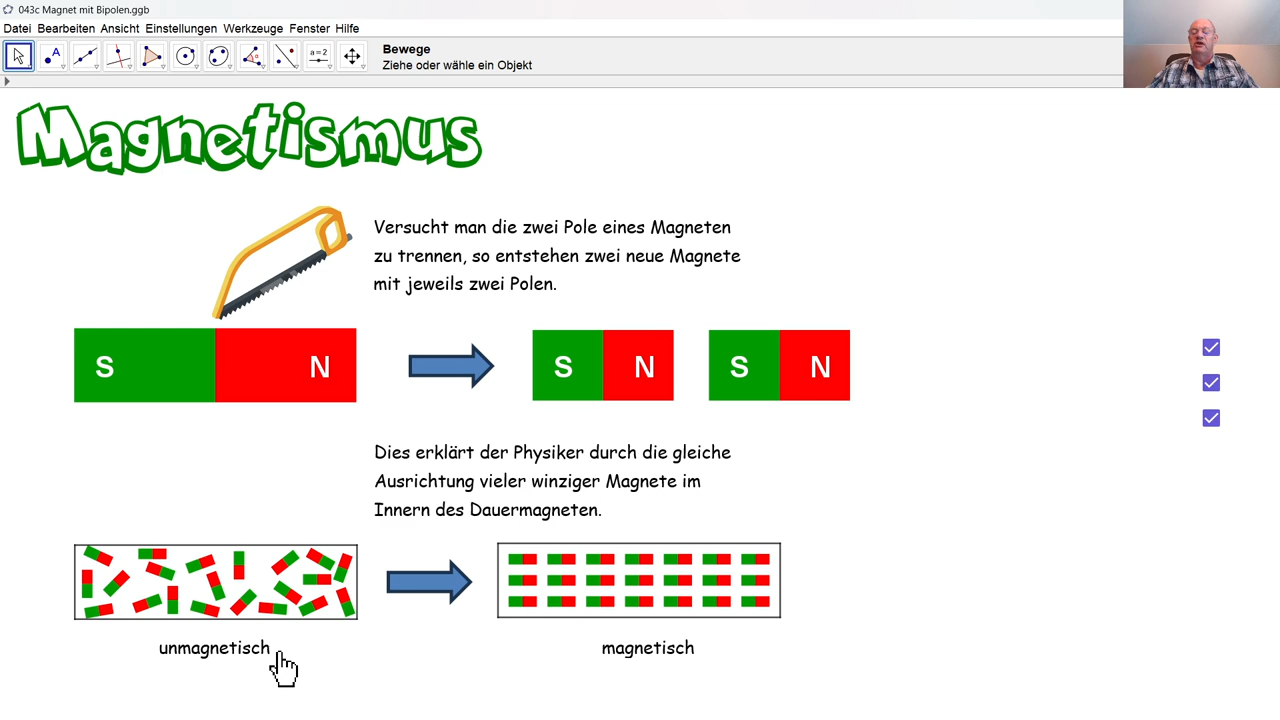 043c Magnet mit Bipolen.ggb
Datei Bearbeiten Ansicht Einstellungen Werkzeuge Fenster Hilfe
A
a=2
Bewege
Ziehe oder wähle ein Objekt
Magnetismus
Versucht man die zwei Pole eines Magneten
zu trennen, so entstehen zwei neue Magnete
mit jeweils zwei Polen.
S N S N S N
Dies erklärt der Physiker durch die gleiche
Ausrichtung vieler winziger Magnete im
Innern des Dauermagneten.
unmagnetisch magnetisch